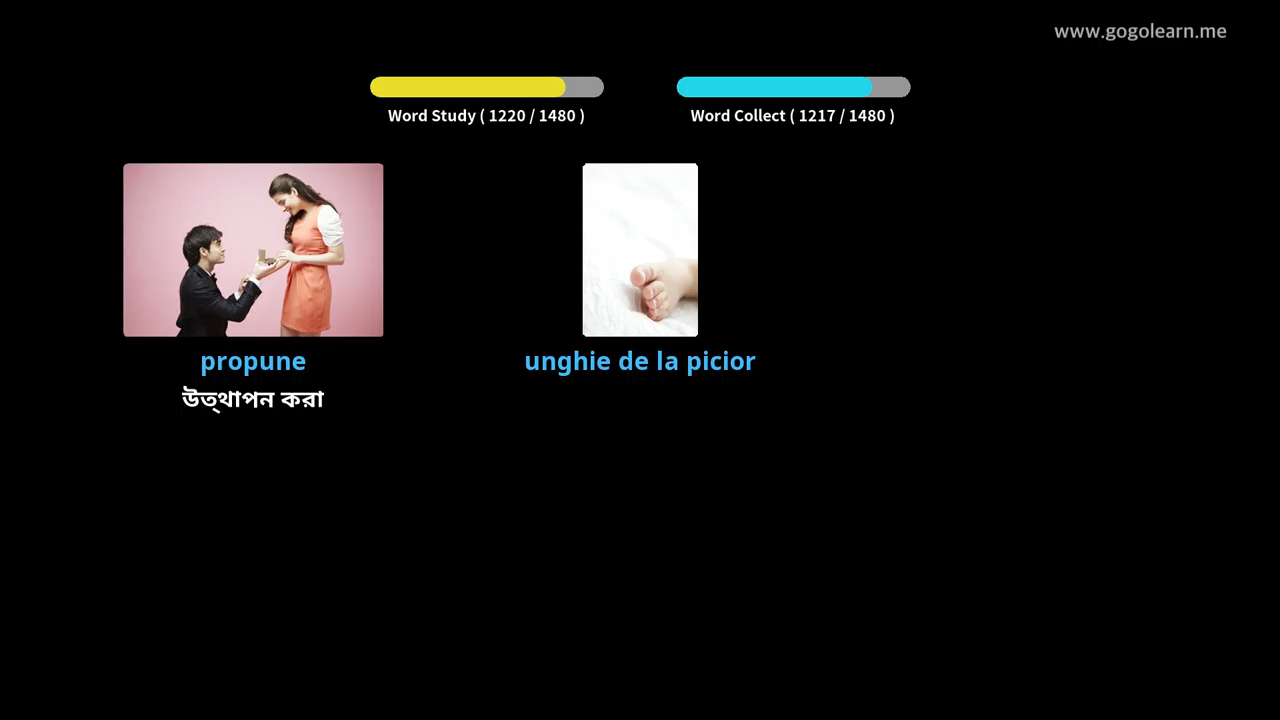 www.gogolearn.me
Word Study ( 1220 / 1480 )
Word Collect ( 1217 / 1480 )
propune
উত্থাপন করা
unghie de la picior